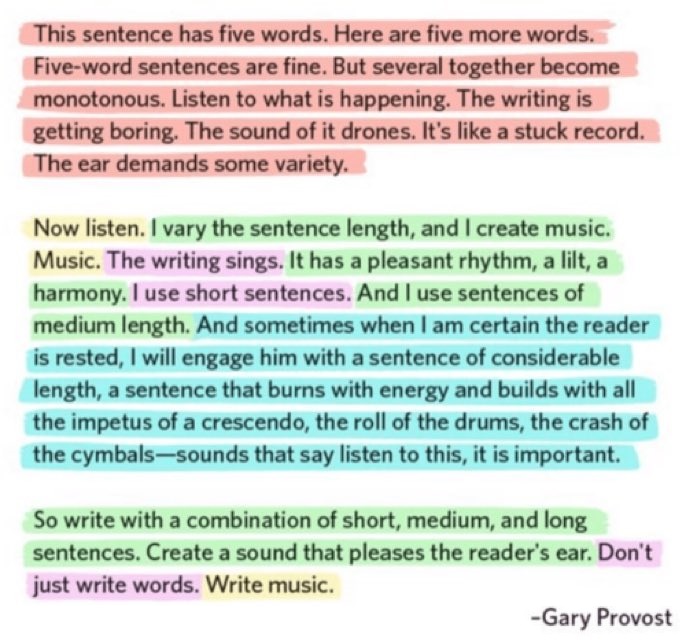 This sentence has five words. Here are five more words.
Five-word sentences are fine. But several together become
monotonous. Listen to what is happening. The writing is
getting boring. The sound of it drones. It's like a stuck record.
The ear demands some variety.
Now listen. I vary the sentence length, and I create music.
Music. The writing sings. It has a pleasant rhythm, a lilt, a
harmony. I use short sentences. And I use sentences of
medium length. And sometimes when I am certain the reader
is rested, I will engage him with a sentence of considerable
length, a sentence that burns with energy and builds with all
the impetus of a crescendo, the roll of the drums, the crash of
the cymbals—sounds that say listen to this, it is important.
So write with a combination of short, medium, and long
sentences. Create a sound that pleases the reader's ear. Don't
just write words. Write music.
–Gary Provost